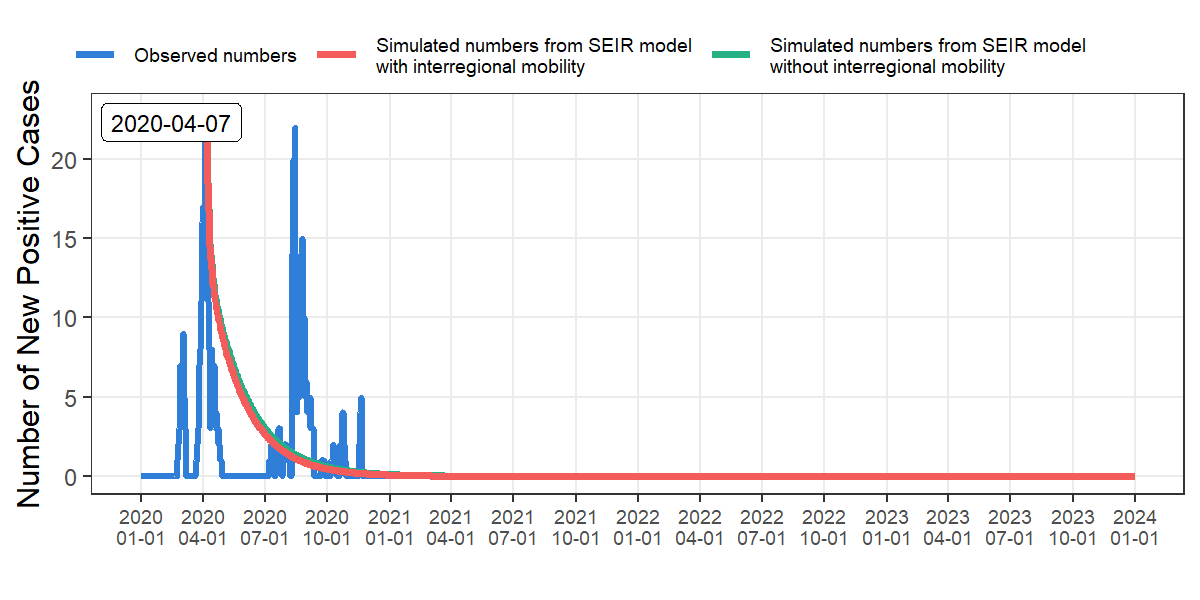 Observed numbers
Simulated numbers from SEIR model
with interregional mobility
Simulated numbers from SEIR model
without interregional mobility
Number of New Positive Cases
2020-04-07
20
15
10
5
0
2020 2020 2020 2020 2021 2021 2021 2021 2022 2022 2022 2022 2023 2023 2023 2023 2024
01-01 04-01 07-01 10-01 01-01 04-01 07-01 10-01 01-01 04-01 07-01 10-01 01-01 04-01 07-01 10-01 01-01